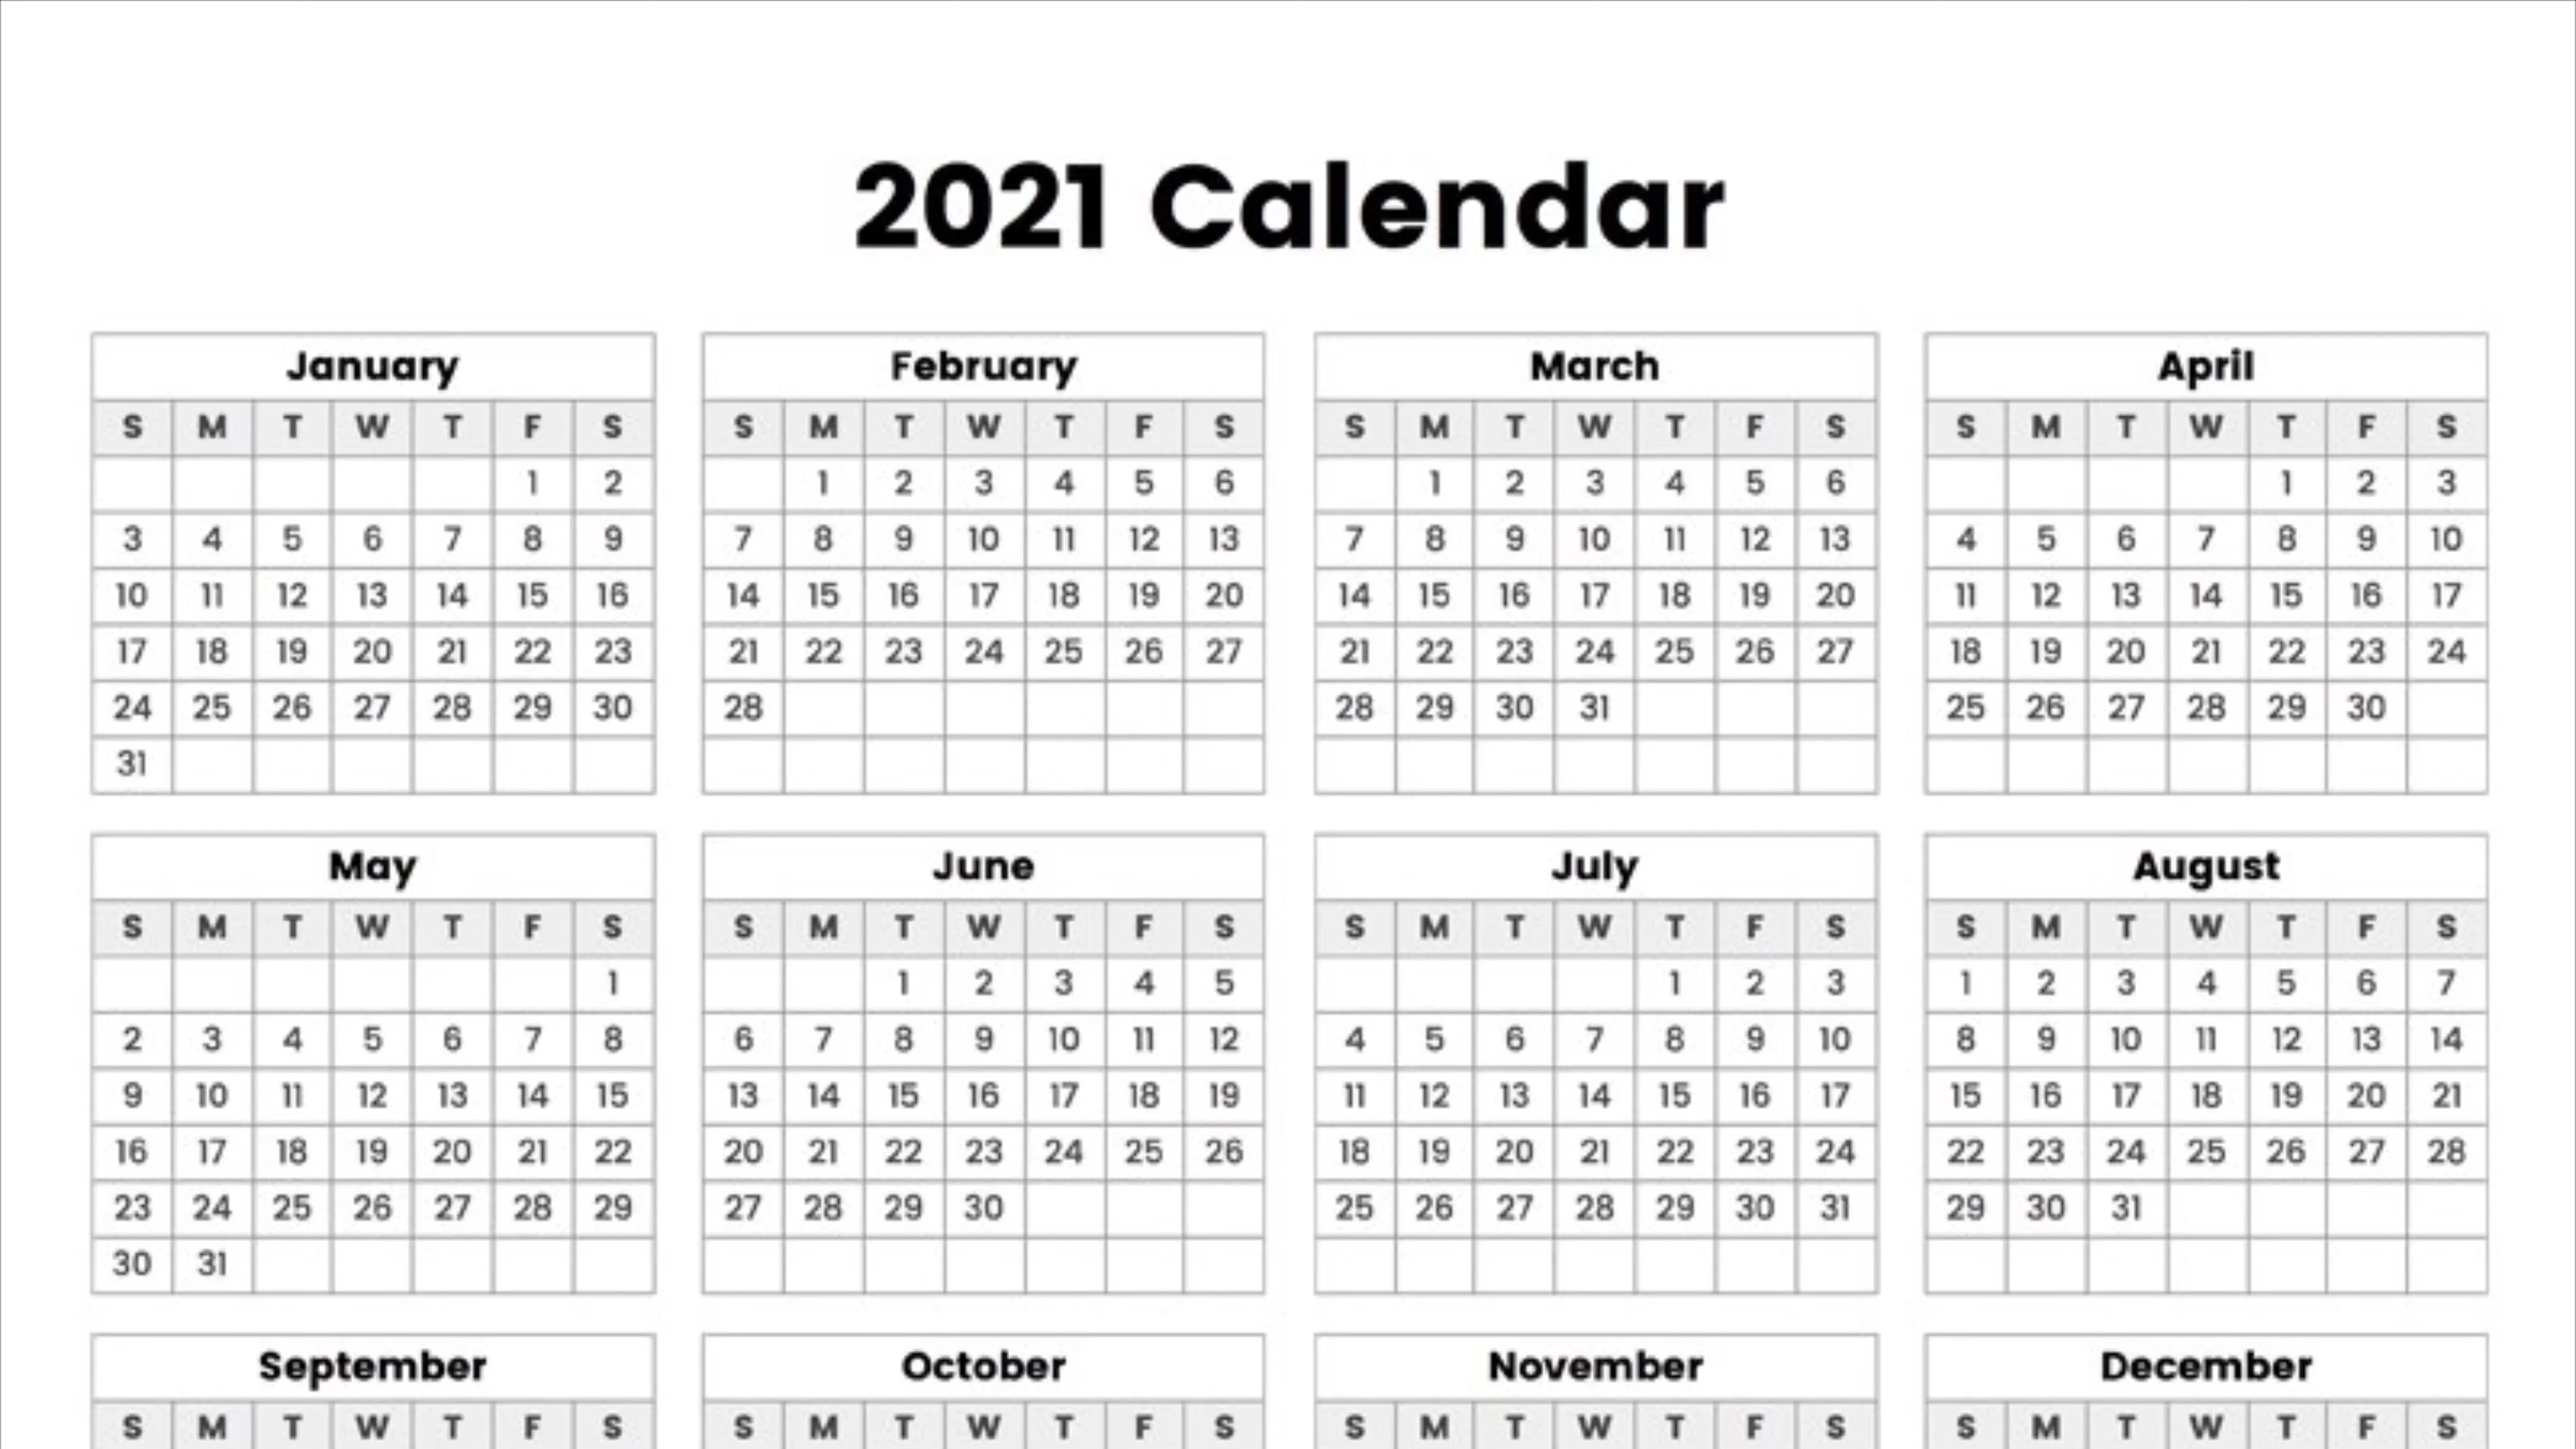 2021 Calendar
January
S M T W T F S
1 2
3 4 5 6 7 8 9
10 11 12 13 14 15 16
17 18 19 20 21 22 23
24 25 26 27 28 29 30
31
February
S M T W T F S
1 2 3 4 5 6
7 8 9 10 11 12 13
14 15 16 17 18 19 20
21 22 23 24 25 26 27
28
March
S M T W T F S
1 2 3 4 5 6
7 8 9 10 11 12 13
14 15 16 17 18 19 20
21 22 23 24 25 26 27
28 29 30 31
April
S M T W T F S
1 2 3
4 5 6 7 8 9 10
11 12 13 14 15 16 17
18 19 20 21 22 23 24
25 26 27 28 29 30
May
S M T W T F S
1
2 3 4 5 6 7 8
9 10 11 12 13 14 15
16 17 18 19 20 21 22
23 24 25 26 27 28 29
30 31
June
S M T W T F S
1 2 3 4 5
6 7 8 9 10 11 12
13 14 15 16 17 18 19
20 21 22 23 24 25 26
27 28 29 30
July
S M T W T F S
1 2 3
4 5 6 7 8 9 10
11 12 13 14 15 16 17
18 19 20 21 22 23 24
25 26 27 28 29 30 31
August
S M T W T F S
1 2 3 4 5 6 7
8 9 10 11 12 13 14
15 16 17 18 19 20 21
22 23 24 25 26 27 28
29 30 31
September
S M T W T F S
October
S M T W T F S
November
S M T W T F S
December
S M T W T F S